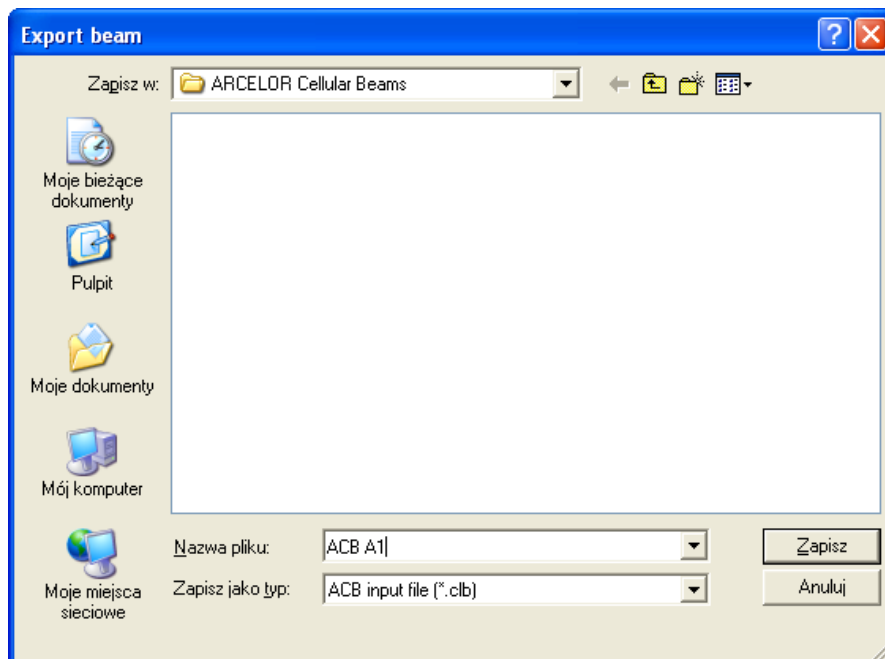 Export beam
Zapisz w:
ARCELOR Cellular Beams
Moje bieżące
dokumenty
Pulpit
Moje dokumenty
Mój komputer
Moje miejsca
sieciowe
Nazwa pliku:
ACB A1
Zapisz
Zapisz jako typ:
ACB input file (*.clb)
Anuluj